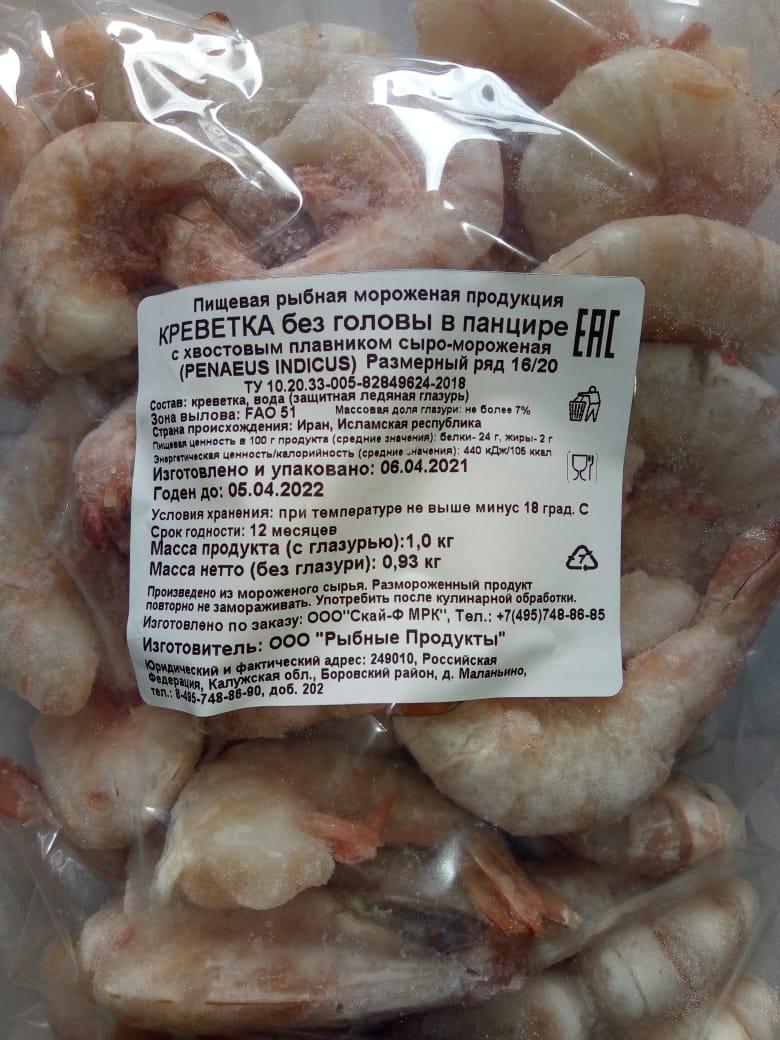 Пищевая рыбная мороженая продукция
КРЕВЕТКА без головы в панцире
EAC
с хвостовым плавником сыро-мороженая
(PENAEUS INDICUS) Размерный ряд 16/20
ТУ 10.20.33-005-82849624-2018
Состав: креветка, вода (защитная ледяная глазурь)
Зона вылова: FAO 51 Массовая доля глазури: не более 7%
Страна происхождения: Иран, Исламская республика
Пищевая ценность в 100 г продукта (средние значения): белки- 24 г, жиры- 2 г
Энергетическая ценность/калорийность (средние значения): 440 кДж/105 ккал
Изготовлено и упаковано: 06.04.2021
Годен до: 05.04.2022
Условия хранения: при температуре не выше минус 18 град. С
Срок годности: 12 месяцев
Масса продукта (с глазурью):1,0 кг
Масса нетто (без глазури): 0,93 кг
Произведено из мороженого сырья. Размороженный продукт
повторно не замораживать. Употребить после кулинарной обработки.
Изготовлено по заказу: ООО"Скай-Ф МРК", Тел.: +7(495)748-86-85
Изготовитель: ООО "Рыбные Продукты"
Юридический и фактический адрес: 249010, Российская
Федерация, Калужская обл., Боровский район, д. Маланьино,
тел.: 8-495-748-86-90, доб. 202